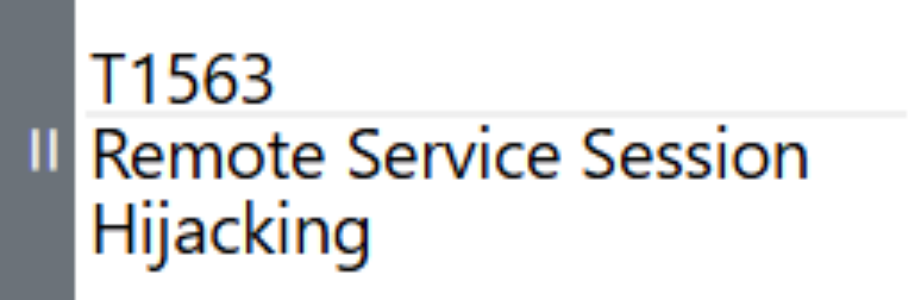 T1563
Remote Service Session
Hijacking